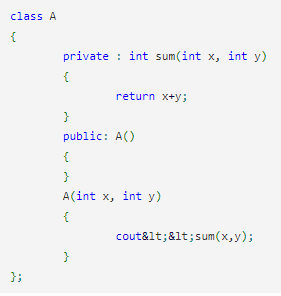 class A
{
private : int sum(int x, int y)
{
return x+y;
}
public: A()
{
}
A(int x, int y)
{
cout&lt;&lt;sum(x,y);
}
};